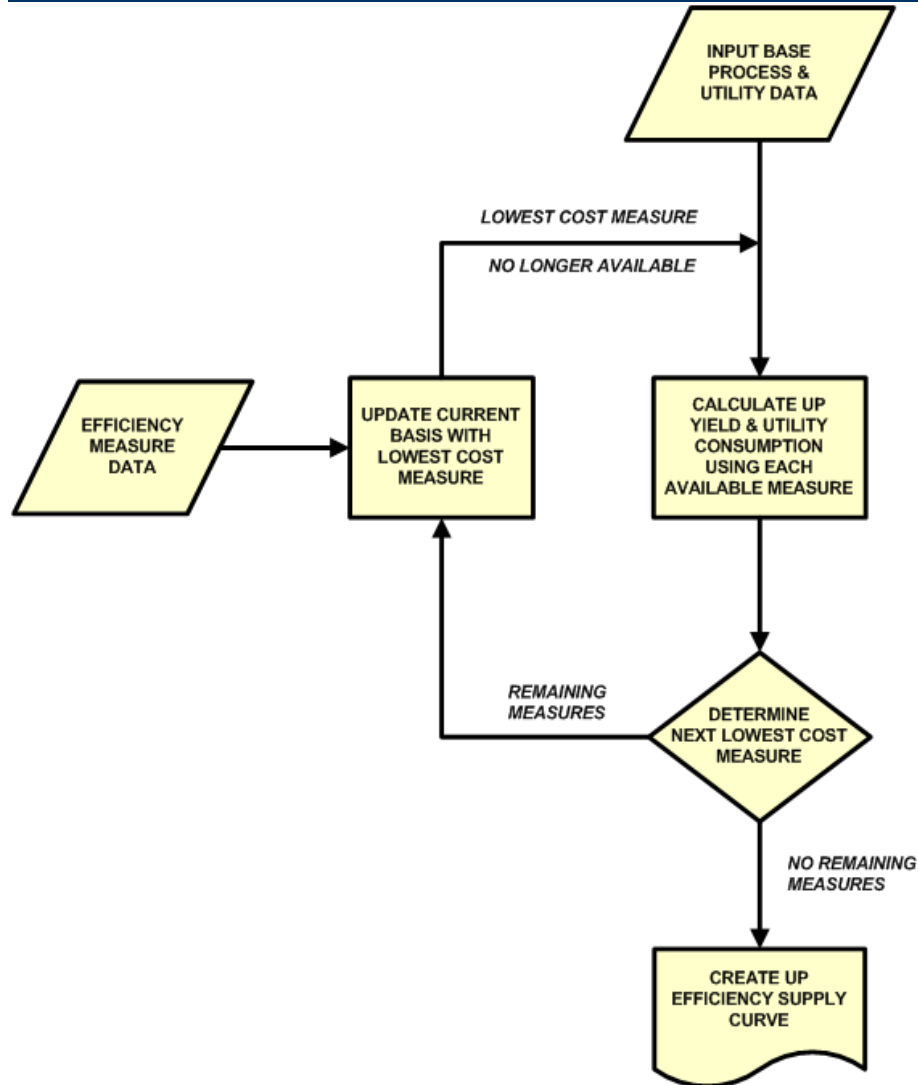 INPUT BASE
PROCESS &
UTILITY DATA
LOWEST COST MEASURE
NO LONGER AVAILABLE
EFFICIENCY
MEASURE
DATA
UPDATE CURRENT
BASIS WITH
LOWEST COST
MEASURE
CALCULATE UP
YIELD & UTILITY
CONSUMPTION
USING EACH
AVAILABLE MEASURE
REMAINING
MEASURES
DETERMINE
NEXT LOWEST COST
MEASURE
NO REMAINING
MEASURES
CREATE UP
EFFICIENCY SUPPLY
CURVE